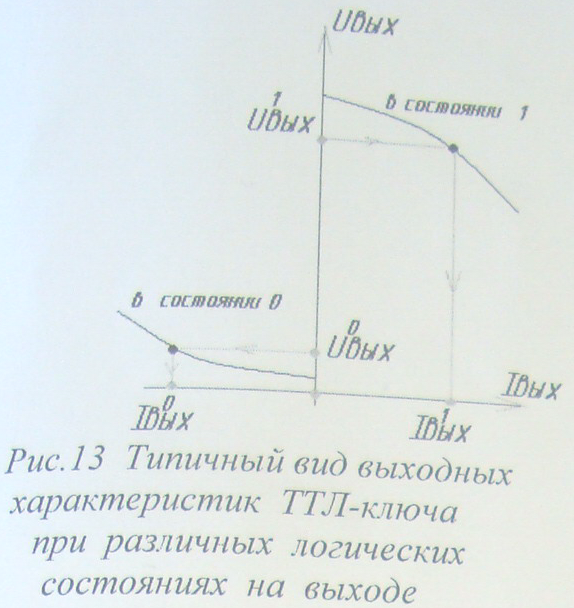 Uвых
в состоянии 1
1
Uвых
в состоянии 0
0
Uвых
Iвых
0
Iвых
1
Iвых
Рис.13 Типичный вид выходных
характеристик ТТЛ-ключа
при различных логических
состояниях на выходе